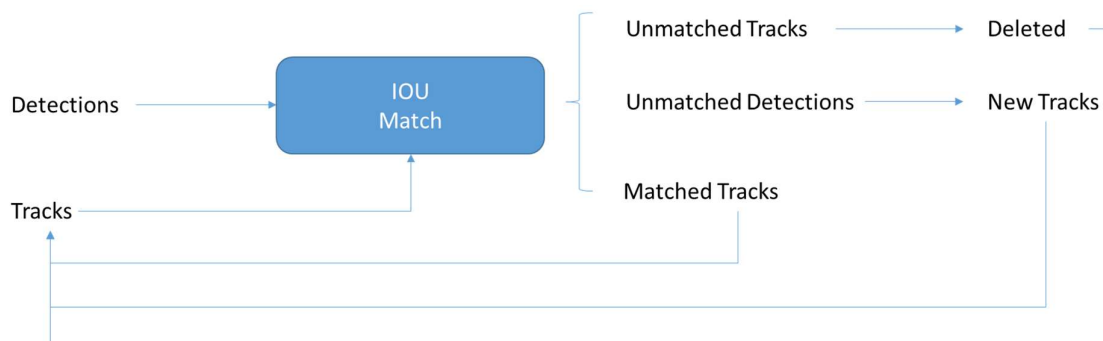 Unmatched Tracks
Deleted
Detections
IOU
Match
Unmatched Detections
New Tracks
Matched Tracks
Tracks